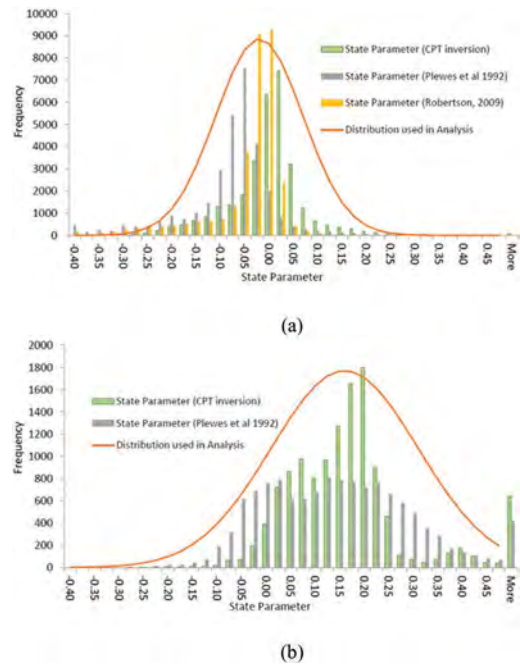 (a)
10000
9000
8000
7000
6000
5000
4000
3000
2000
1000
0
Frequency
State Parameter (CPT inversion)
State Parameter (Plewes et al 1992)
State Parameter (Robertson, 2009)
Distribution used in Analysis
-0.40 -0.35 -0.30 -0.25 -0.20 -0.15 -0.10 -0.05 0.00 0.05 0.10 0.15 0.20 0.25 0.30 0.35 0.40 0.45 More
State Parameter
(a)
2000
1800
1600
1400
1200
1000
800
600
400
200
0
Frequency
State Parameter (CPT inversion)
State Parameter (Plewes et al 1992)
Distribution used in Analysis
-0.40 -0.35 -0.30 -0.25 -0.20 -0.15 -0.10 -0.05 0.00 0.05 0.10 0.15 0.20 0.25 0.30 0.35 0.40 0.45 More
State Parameter
(b)